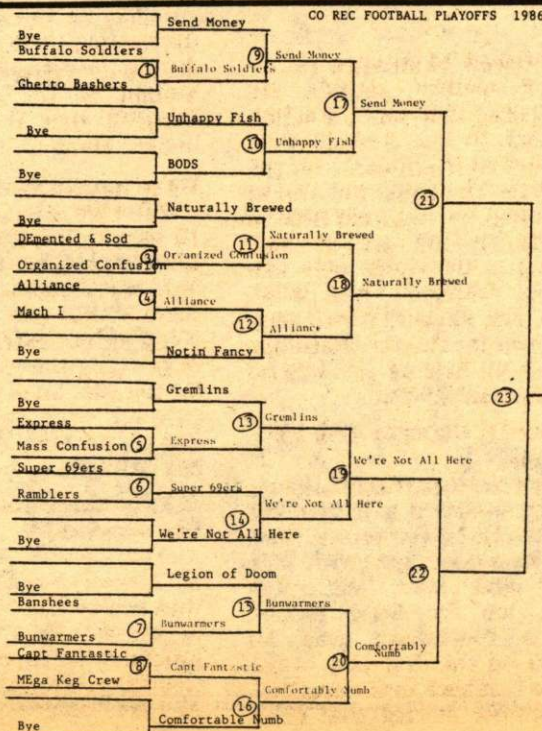 CO REC FOOTBALL PLAYOFFS 1986
Send Money
Bye
Buffalo Soldiers
9
Send Money
1
Buffalo Soldiers
Ghetto Bashers
17
Send Money
Unhappy Fish
Bye
10
Unhappy Fish
BODS
Bye
21
Naturally Brewed
Bye
DEmented & Sod
11
Naturally Brewed
3
Organized Confusion
Organized Confusion
Alliance
18
Naturally Brewed
4
Alliance
Mach I
12
Alliance
Notin Fancy
Bye
Gremlins
23
Bye
Express
13
Gremlins
Mass Confusion
5
Express
Super 69ers
We're Not All Here
19
6
Super 69ers
Ramblers
We're Not All Here
14
We're Not All Here
Bye
Legion of Doom
22
Bye
Banshees
15
Bunwarmers
7
Bunwarmers
Bunwarmers
Capt Fantastic
Comfortably
Numb
8
Capt Fantastic
20
MEga Keg Crew
Comfortably Numb
16
Comfortable Numb
Bye